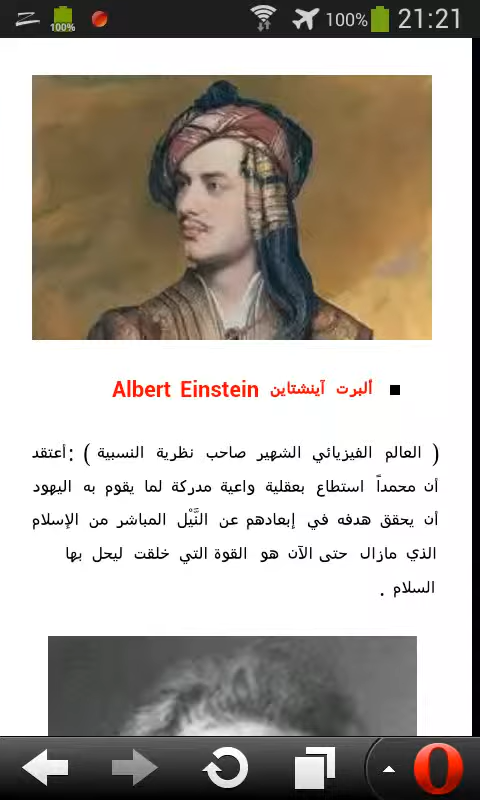 100%
100%
21:21
ألبرت آينشتاين Albert Einstein
( العالم الفيزيائي الشهير صاحب نظرية النسبية ) :أعتقد
أن محمداً استطاع بعقلية واعية مدركة لما يقوم به اليهود
أن يحقق هدفه في إبعادهم عن النَّيْل المباشر من الإسلام
الذي مازال حتى الآن هو القوة التي خلقت ليحل بها
السلام .